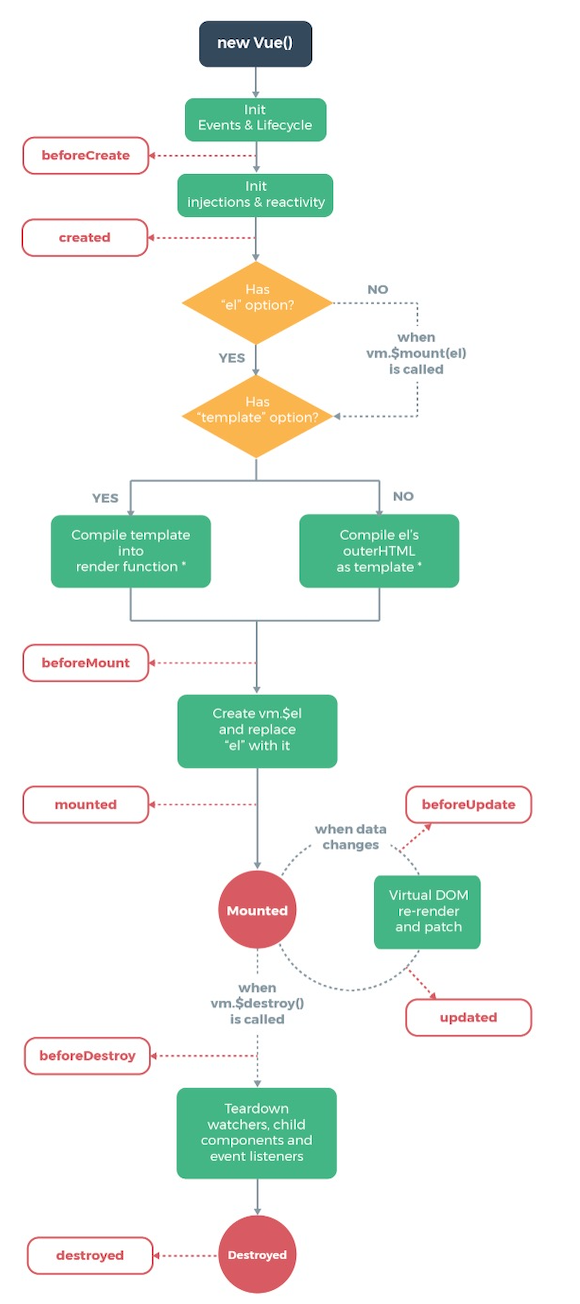 new Vue()
Init
Events & Lifecycle
beforeCreate
Init
injections & reactivity
created
Has
“el” option?
NO
when
vm.$mount(el)
is called
YES
Has
“template” option?
YES
NO
Compile template
into
render function *
Compile el’s
outerHTML
as template *
beforeMount
Create vm.$el
and replace
“el” with it
mounted
beforeUpdate
when data
changes
Mounted
Virtual DOM
re-render
and patch
when
vm.$destroy()
is called
updated
beforeDestroy
Teardown
watchers, child
components and
event listeners
destroyed
Destroyed